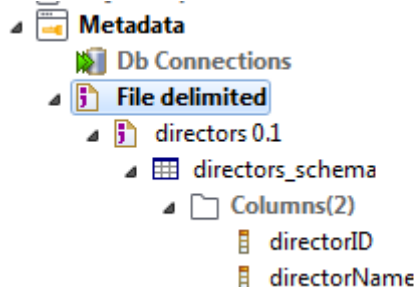 Metadata
Db Connections
File delimited
directors 0.1
directors_schema
Columns(2)
directorID
directorName